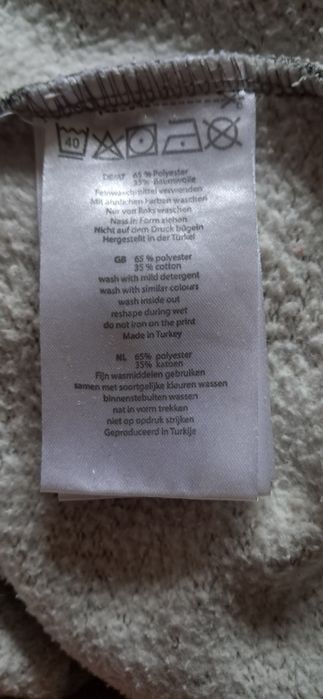 40
DE/AT 65 % Polyester
35% Baumwolle
Feinwaschmittel verwenden
Mit ähnlichen Farben waschen
Nur von links waschen
Nass in Form ziehen
Nicht auf dem Druck bügeln
Hergestellt in der Türkei
GB 65 % polyester
35 % cotton
wash with mild detergent
wash with similar colours
wash inside out
reshape during wet
do not iron on the print
Made in Turkey
NL 65% polyester
35% katoen
Fijn wasmiddelen gebruiken
samen met soortgelijke kleuren wassen
binnenstebuiten wassen
nat in vorm trekken
niet op opdruk strijken
Geproduceerd in Turkije